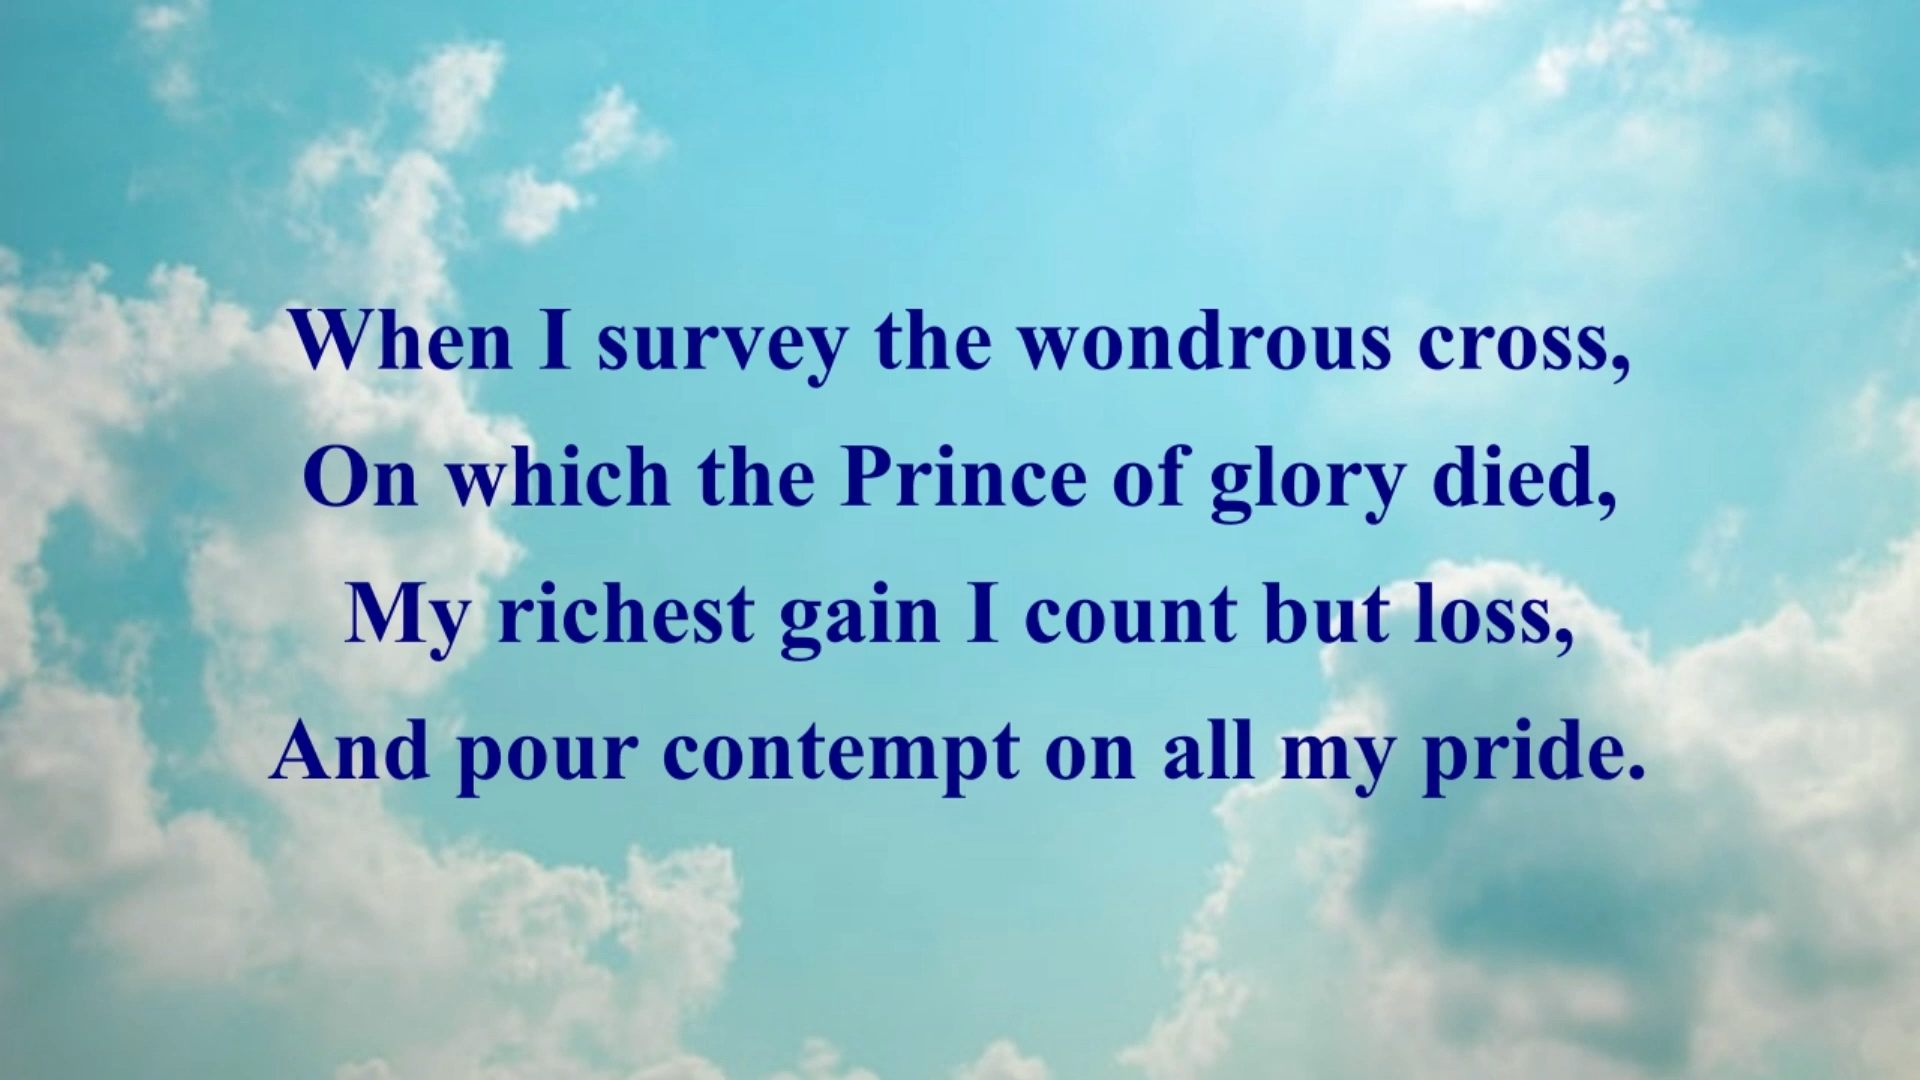 When I survey the wondrous cross,
On which the Prince of glory died,
My richest gain I count but loss,
And pour contempt on all my pride.